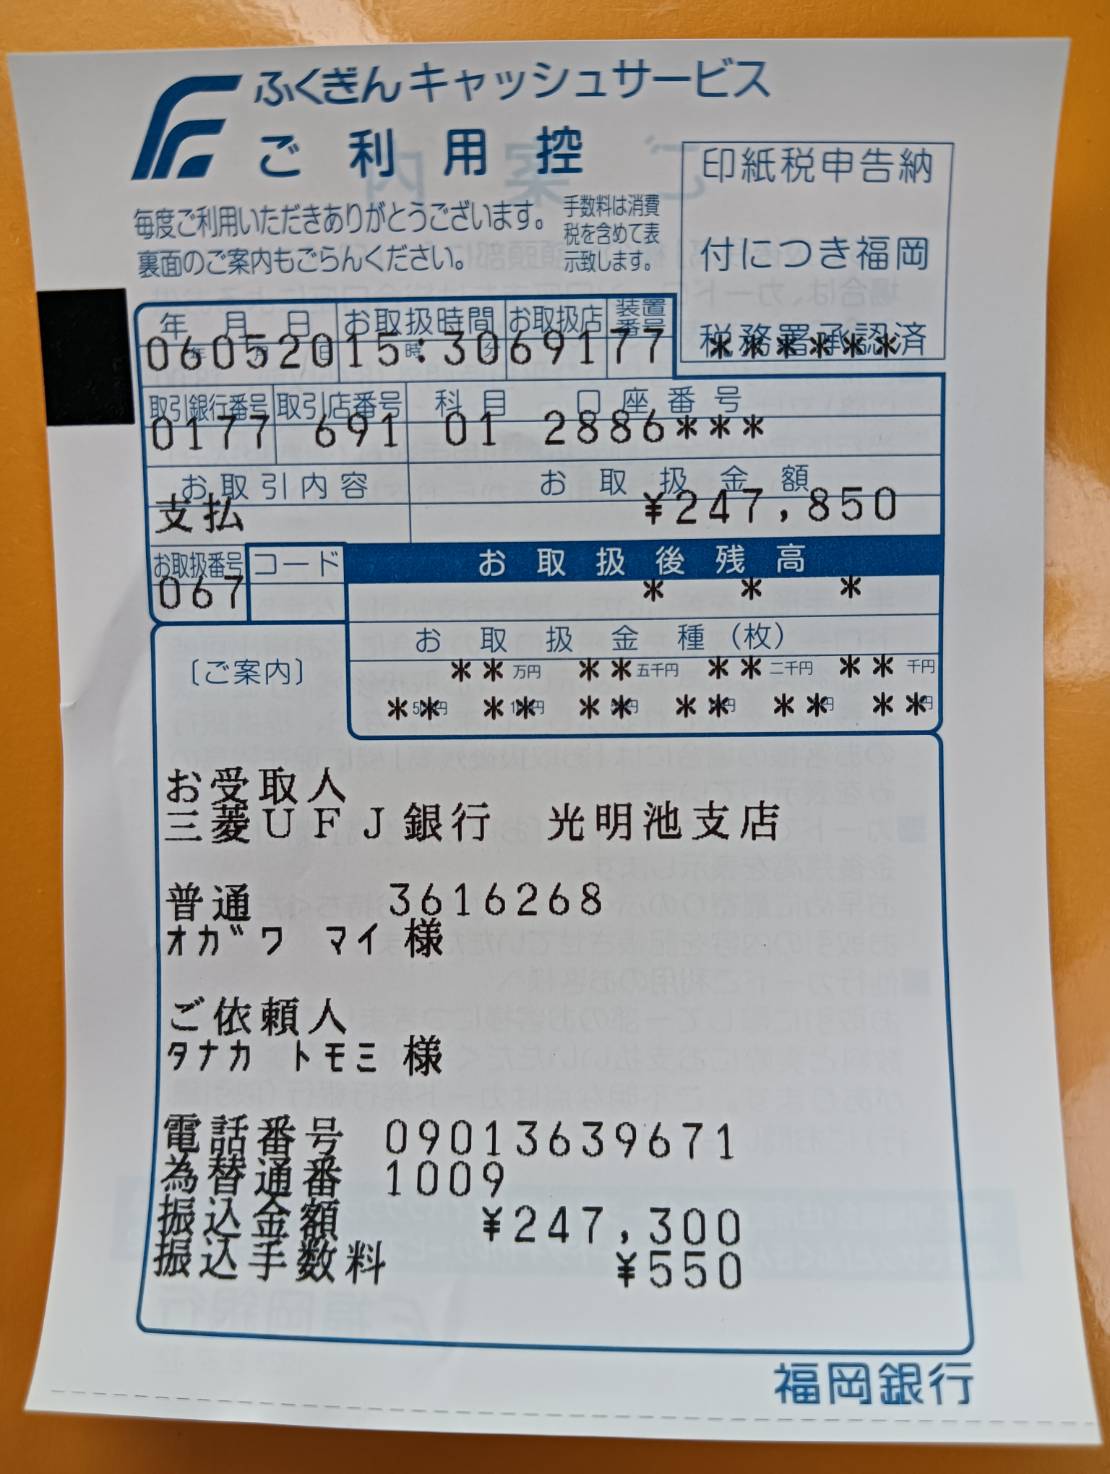 ふくぎんキャッシュサービス
ご利用控
毎度ご利用いただきありがとうございます。
裏面のご案内もごらんください。
手数料は消費
税を含めて表
示致します。
印紙税申告納
付につき福岡
税務署承認済
******
年 月 日 お取扱時間 お取扱店 装置番号
060520 15:30 691 77
取引銀行番号 取引店番号 科目 口座番号
0177 691 01 2886***
お取引内容 お取扱金額
支払 ¥247,850
お取扱番号 コード お取扱後残高
067 * * *
お取扱金種(枚)
〔ご案内〕 **万円 **五千円 **二千円 **千円
** ** ** ** ** **
お受取人
三菱UFJ銀行 光明池支店
普通 3616268
オガワ マイ 様
ご依頼人
タナカ トモミ 様
電話番号 09013639671
為替通番 1009
振込金額 ¥247,300
振込手数料 ¥550
福岡銀行